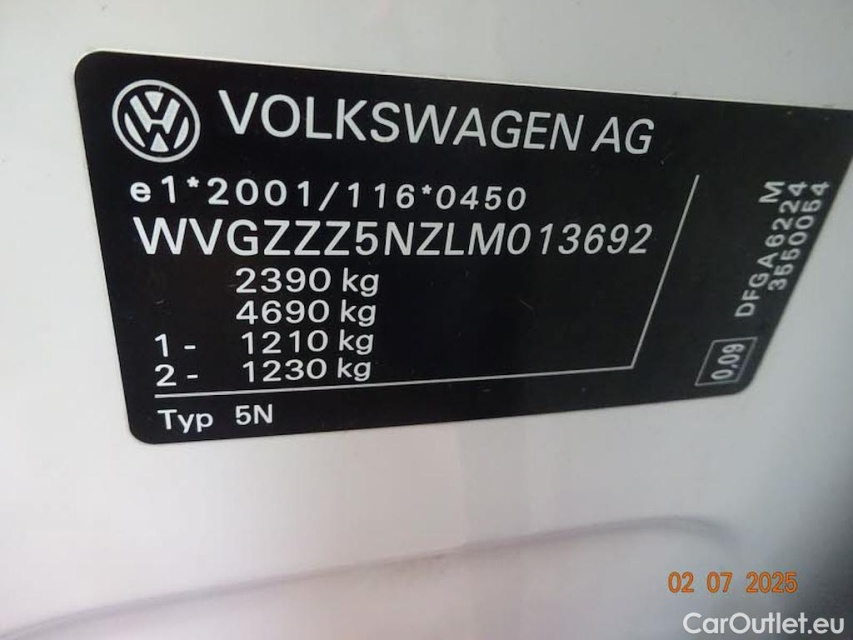 VOLKSWAGEN AG
e1*2001/116*0450
WVGZZZ5NZLM013692
2390 kg
4690 kg
1 - 1210 kg
2 - 1230 kg
Typ 5N
M
DFGA6224
3550054
0,09
02 07 2025
CarOutlet.eu